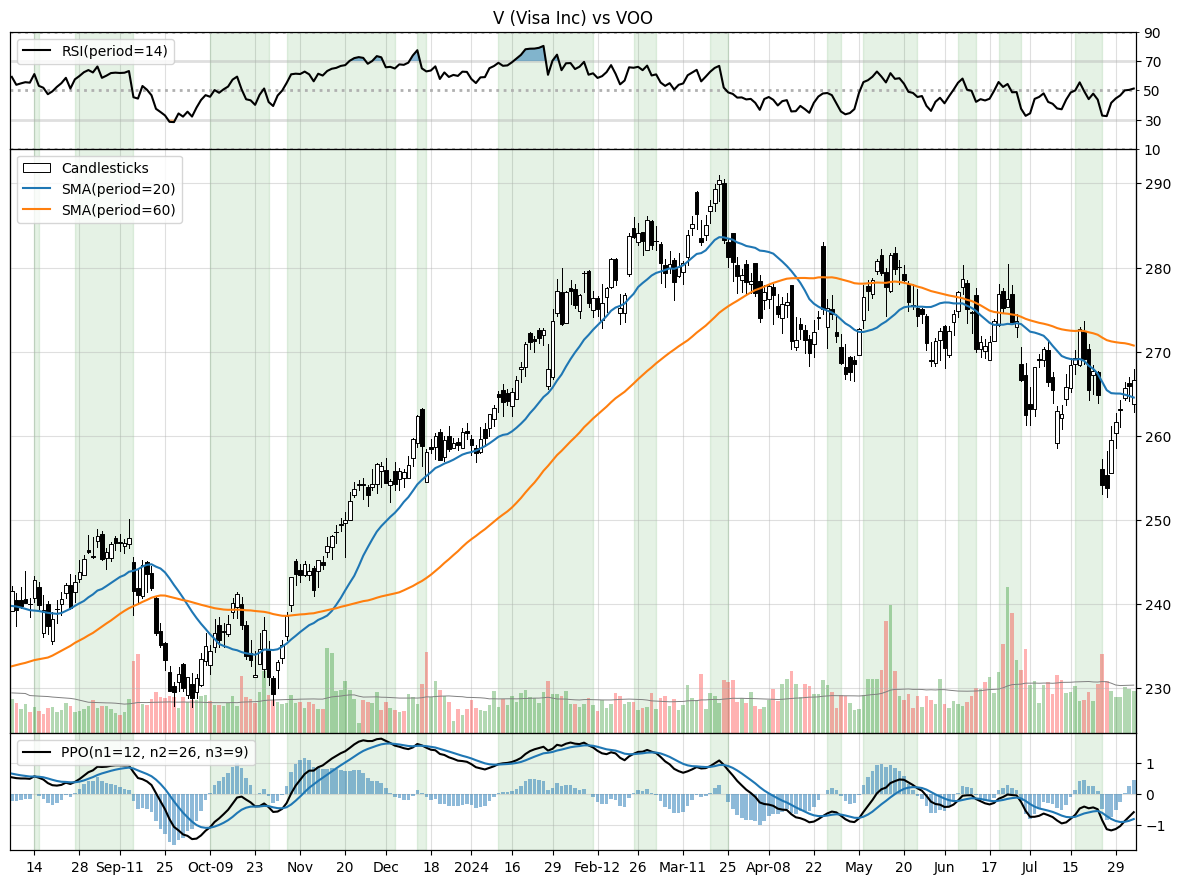 V (Visa Inc) vs VOO
RSI(period=14)
90
70
50
30
10
Candlesticks
SMA(period=20)
SMA(period=60)
290
280
270
260
250
240
230
PPO(n1=12, n2=26, n3=9)
1
0
−1
14 28 Sep-11 25 Oct-09 23 Nov 20 Dec 18 2024 16 29 Feb-12 26 Mar-11 25 Apr-08 22 May 20 Jun 17 Jul 15 29